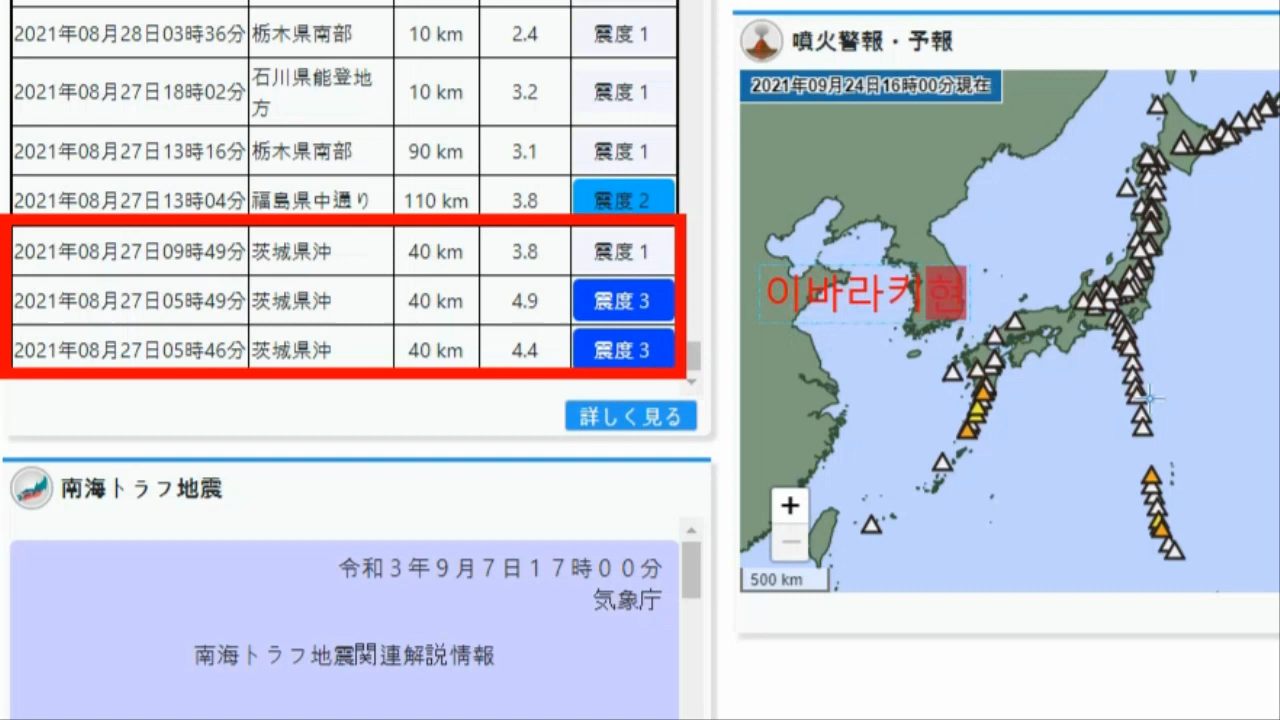 2021年08月28日03時36分 栃木県南部 10 km 2.4 震度 1
2021年08月27日18時02分 石川県能登地方 10 km 3.2 震度 1
2021年08月27日13時16分 栃木県南部 90 km 3.1 震度 1
2021年08月27日13時04分 福島県中通り 110 km 3.8 震度 2
2021年08月27日09時49分 茨城県沖 40 km 3.8 震度 1
2021年08月27日05時49分 茨城県沖 40 km 4.9 震度 3
2021年08月27日05時46分 茨城県沖 40 km 4.4 震度 3
詳しく見る
南海トラフ地震
令和3年9月7日17時00分
気象庁
南海トラフ地震関連解説情報
噴火警報・予報
2021年09月24日16時00分現在
이바라키현
+
−
500 km